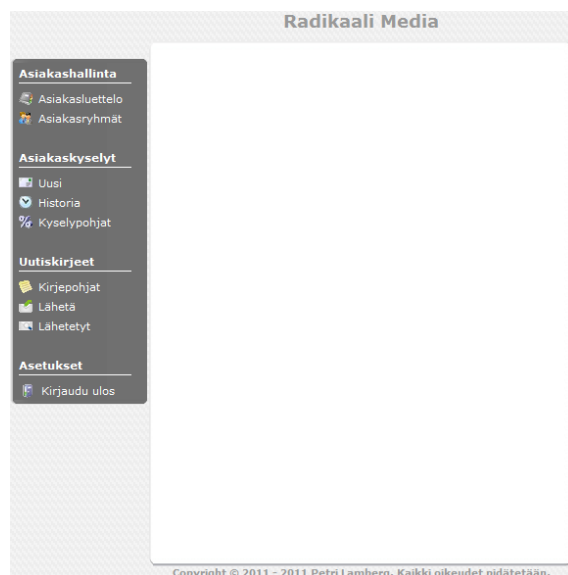 Radikaali Media
Asiakashallinta
Asiakasluettelo
Asiakasryhmät
Asiakaskyselyt
Uusi
Historia
Kyselypohjat
Uutiskirjeet
Kirjepohjat
Lähetä
Lähetetyt
Asetukset
Kirjaudu ulos
Copyright © 2011 - 2011 Petri Lamberg. Kaikki oikeudet pidätetään.